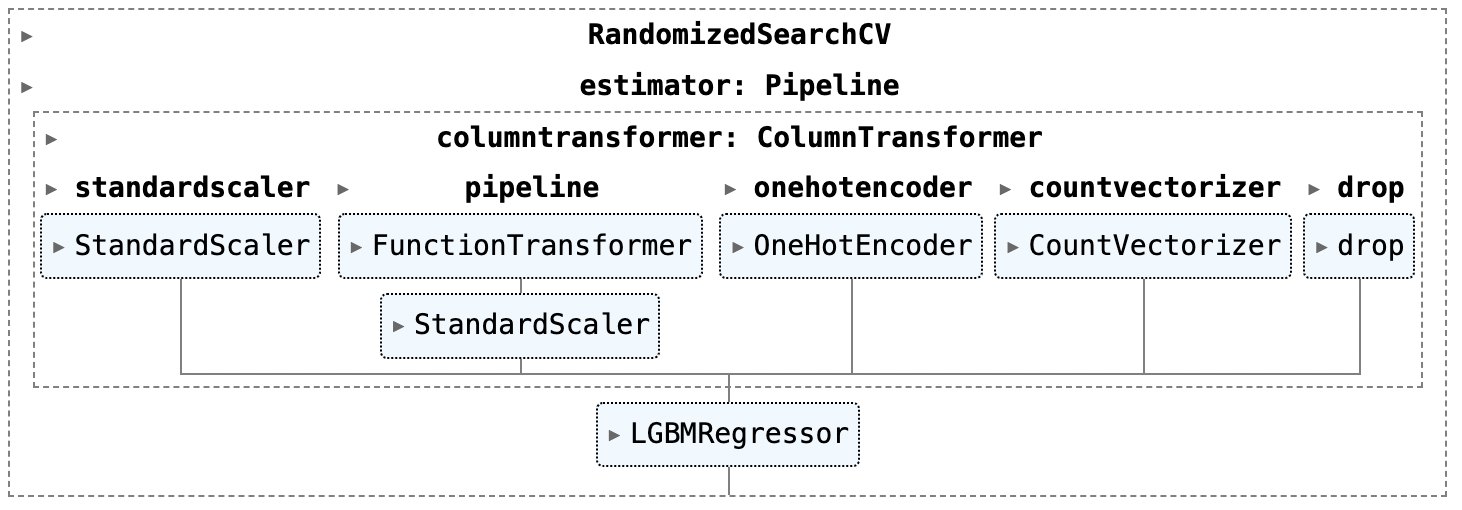 RandomizedSearchCV
estimator: Pipeline
columntransformer: ColumnTransformer
standardscaler pipeline onehotencoder countvectorizer drop
StandardScaler FunctionTransformer OneHotEncoder CountVectorizer drop
StandardScaler
LGBMRegressor